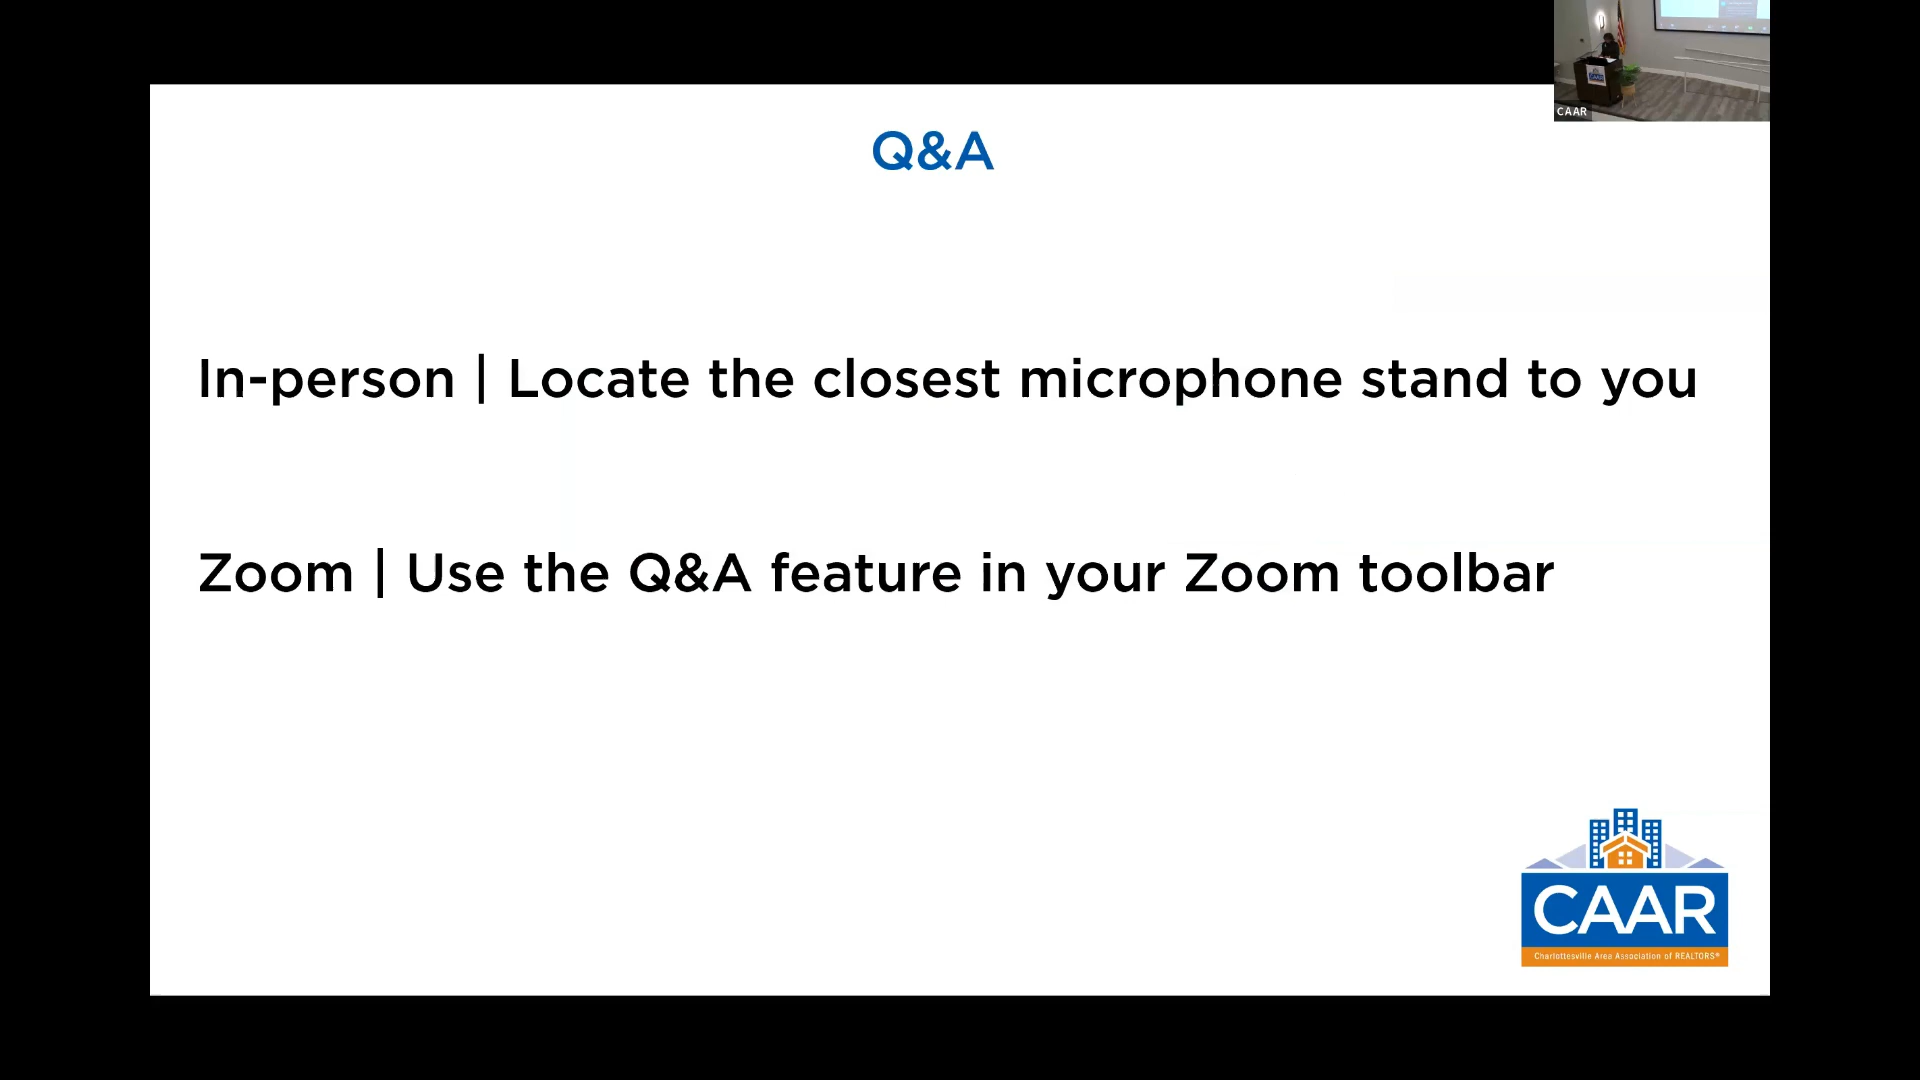 CAAR
Q&A
In-person | Locate the closest microphone stand to you
Zoom | Use the Q&A feature in your Zoom toolbar
CAAR
Charlottesville Area Association of REALTORS®